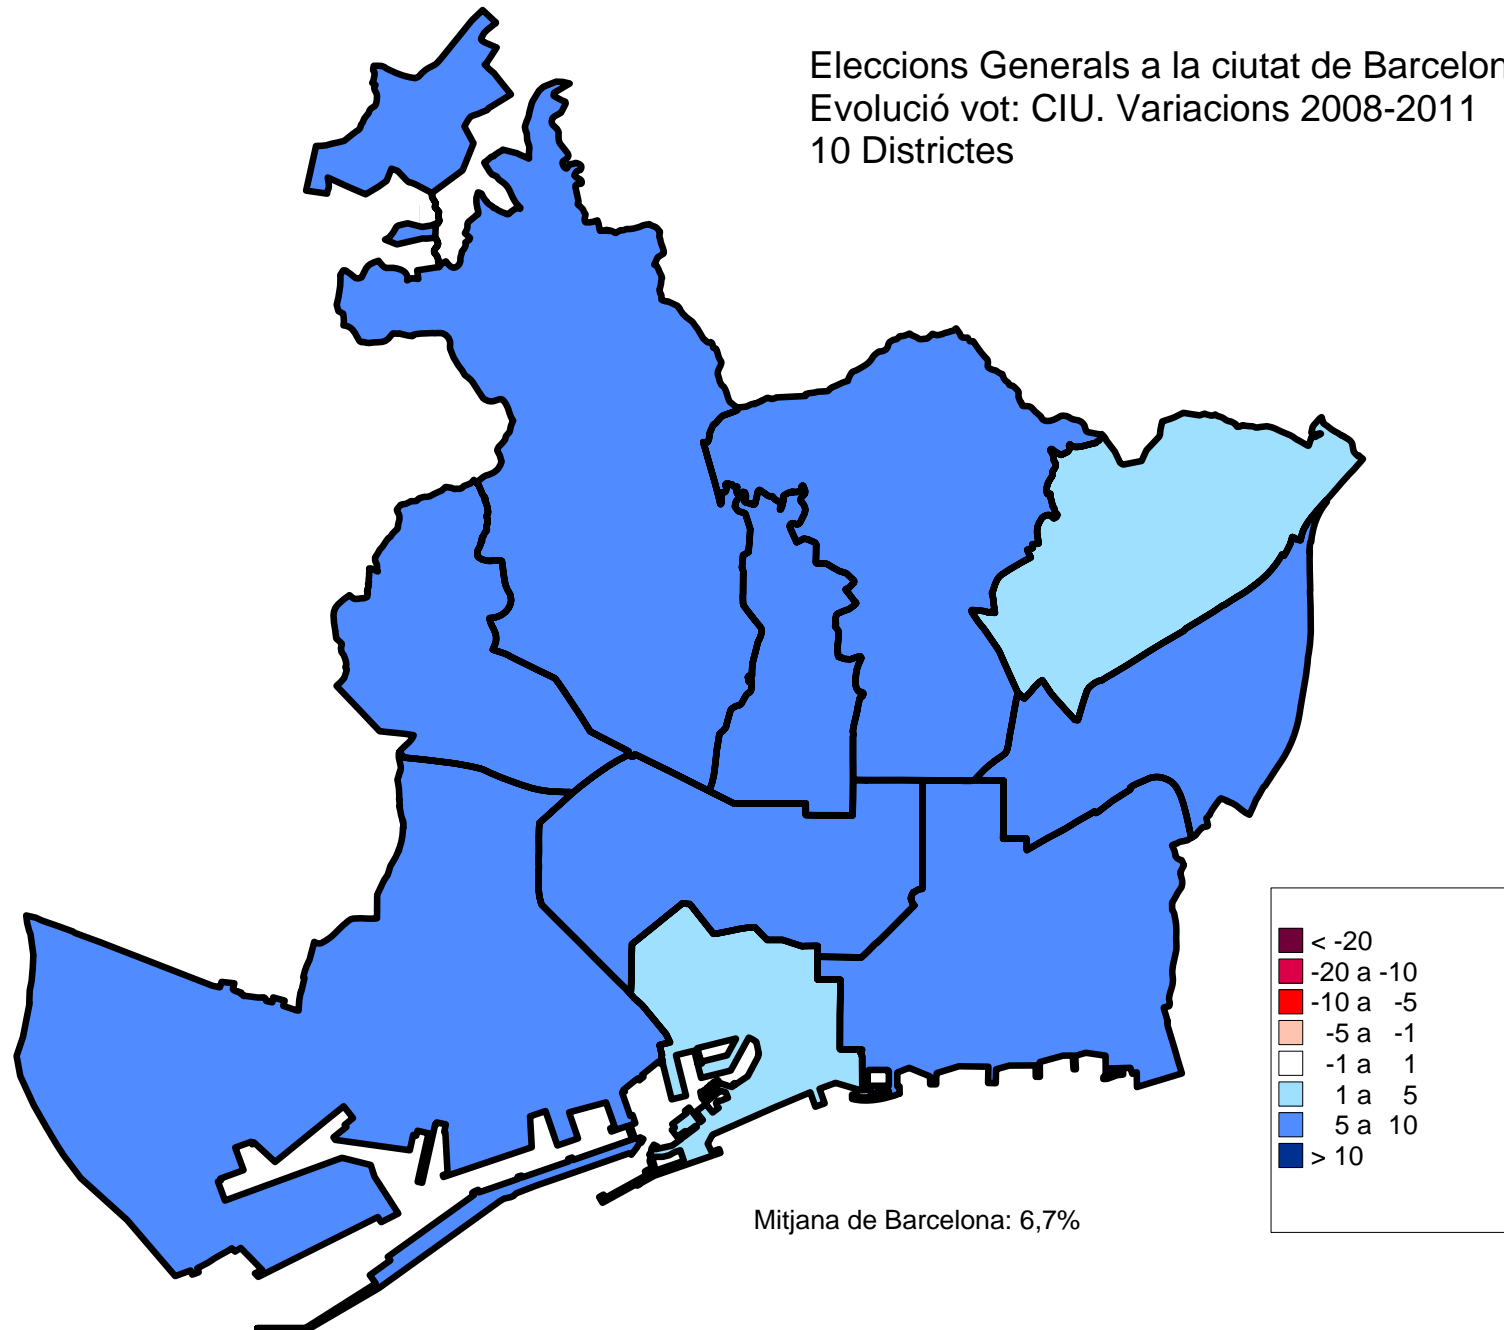 Eleccions Generals a la ciutat de Barcelon
Evolució vot: CIU. Variacions 2008-2011
10 Districtes
< -20
-20 a -10
-10 a -5
-5 a -1
-1 a 1
1 a 5
5 a 10
> 10
Mitjana de Barcelona: 6,7%